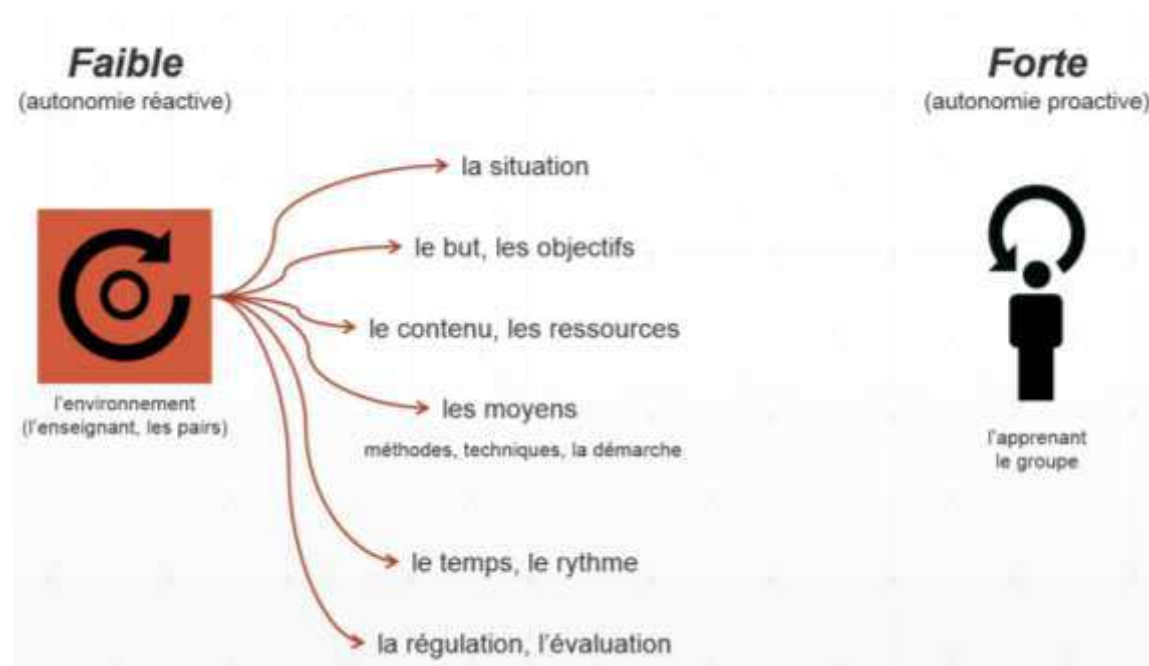 Faible
(autonomie réactive)
Forte
(autonomie proactive)
la situation
le but, les objectifs
le contenu, les ressources
les moyens
méthodes, techniques, la démarche
le temps, le rythme
la régulation, l'évaluation
l'environnement
(l'enseignant, les pairs)
l'apprenant
le groupe